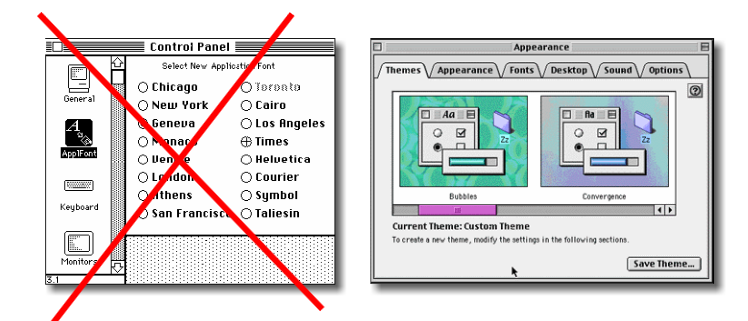 Control Panel
Select New Application Font
General
ApplFont
Keyboard
Monitors
3.1
Chicago
New York
Geneva
Monaco
Venice
London
Athens
San Francisco
Toronto
Cairo
Los Angeles
Times
Helvetica
Courier
Symbol
Taliesin
Appearance
Themes Appearance Fonts Desktop Sound Options
?
Aa
Zz
Aa
Zz
Bubbles
Convergence
Current Theme: Custom Theme
To create a new theme, modify the settings in the following sections.
Save Theme...